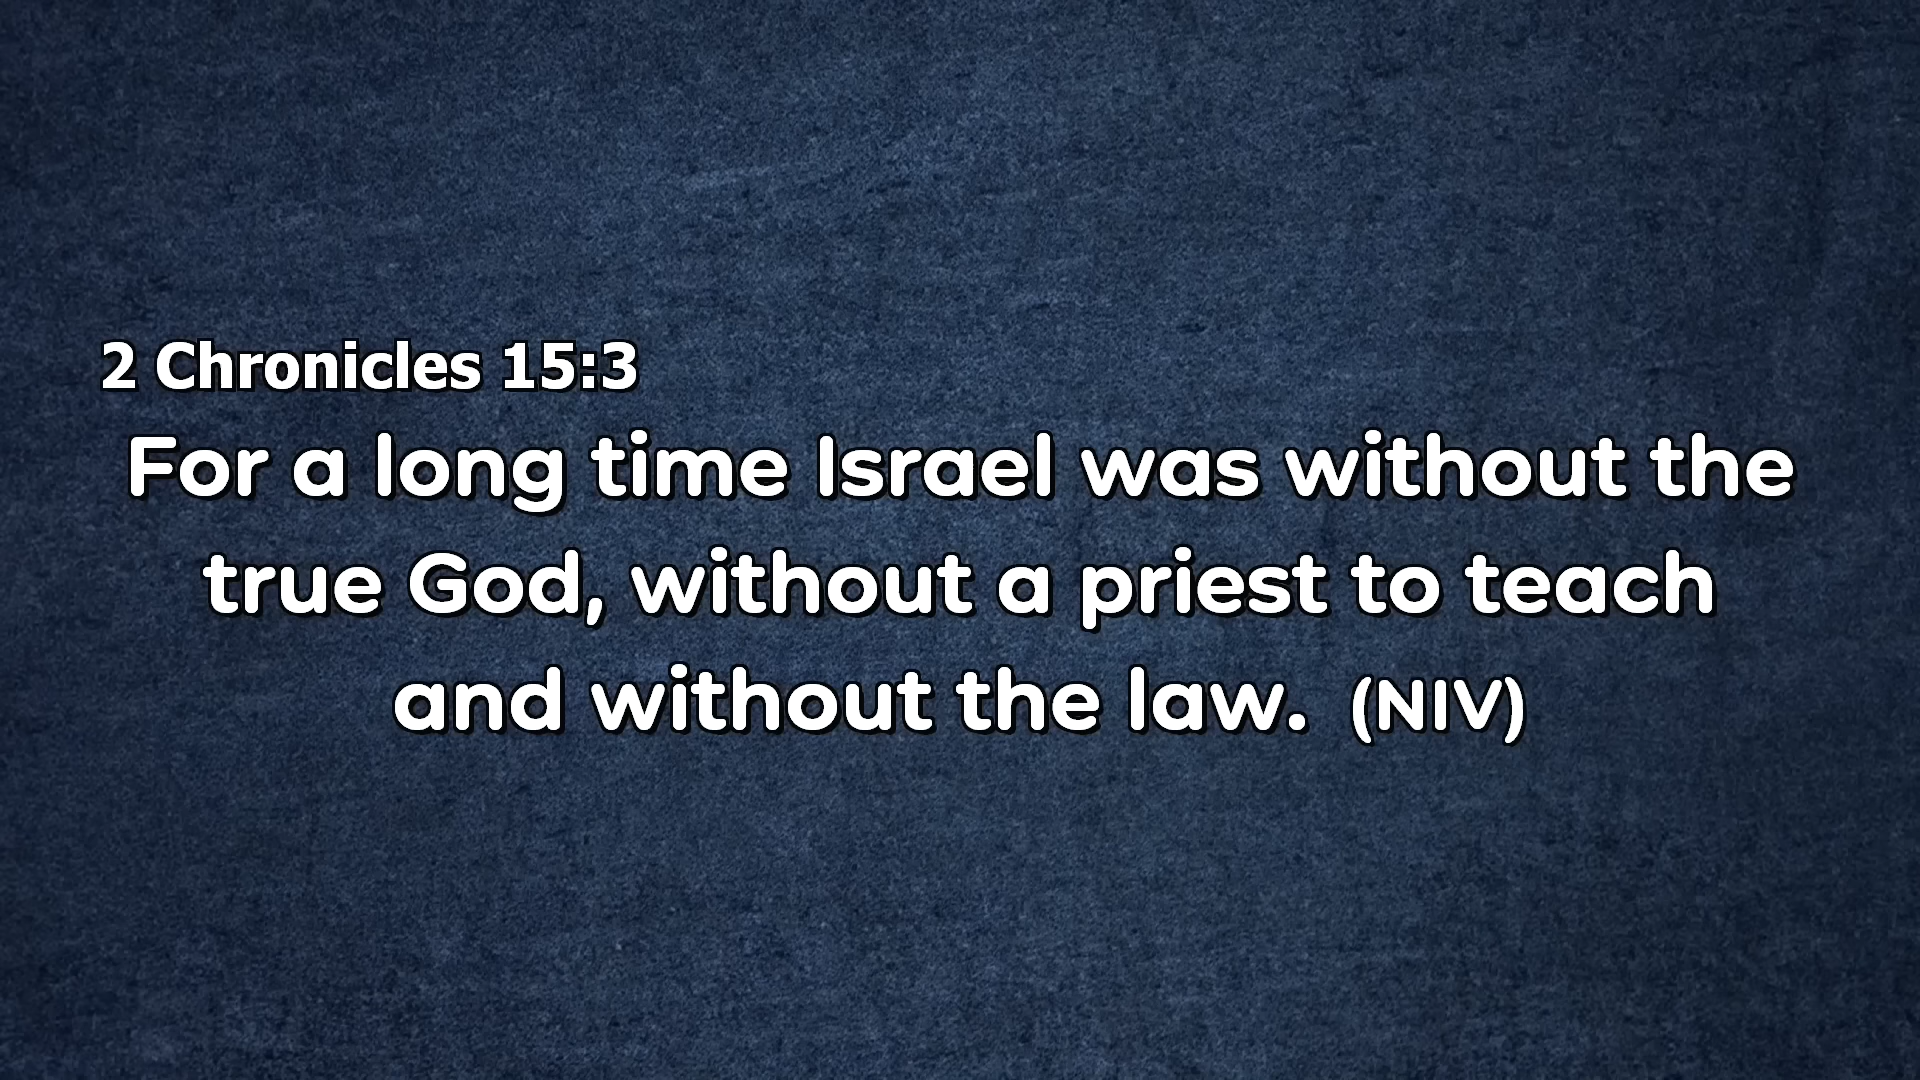 2 Chronicles 15:3
For a long time Israel was without the
true God, without a priest to teach
and without the law. (NIV)